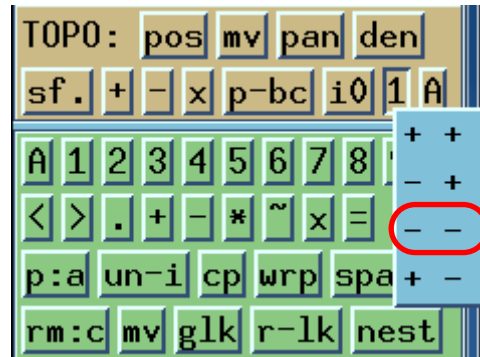 TOPO: pos mv pan den
sf. + - x p-bc i0 1 A
+ +
- +
- -
+ -
A 1 2 3 4 5 6 7 8
< > . + - * ~ x =
p:a un-i cp wrp spa
rm:c mv glk r-lk nest